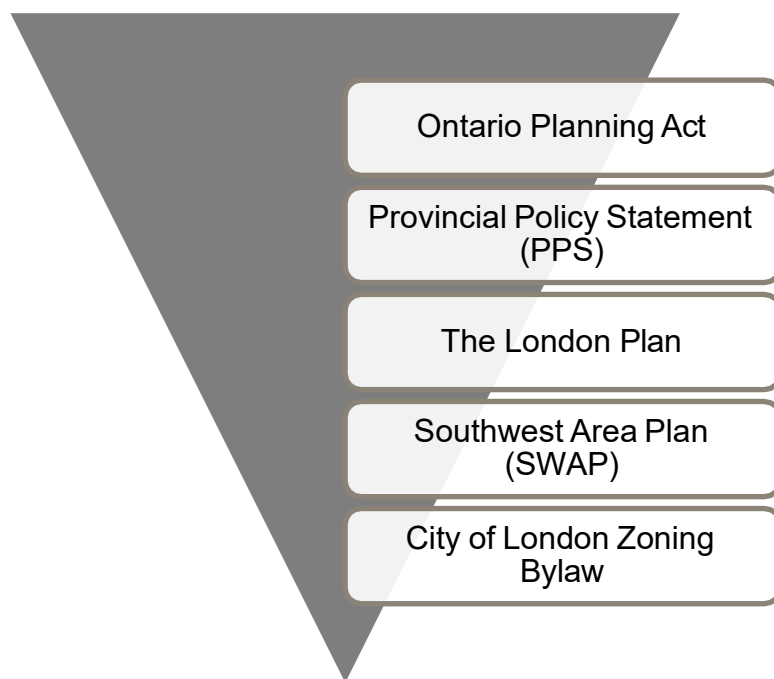 Ontario Planning Act
Provincial Policy Statement
(PPS)
The London Plan
Southwest Area Plan
(SWAP)
City of London Zoning
Bylaw